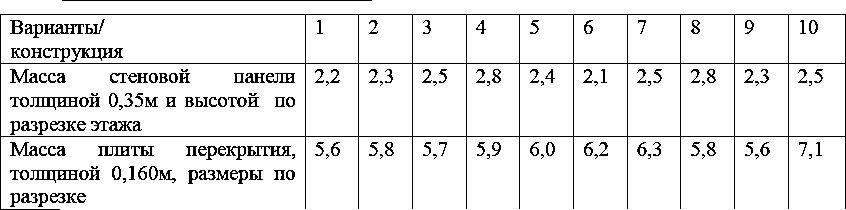 Варианты/ 1 2 3 4 5 6 7 8 9 10
конструкция
Масса стеновой панели 2,2 2,3 2,5 2,8 2,4 2,1 2,5 2,8 2,3 2,5
толщиной 0,35м и высотой по
разрезке этажа
Масса плиты перекрытия, 5,6 5,8 5,7 5,9 6,0 6,2 6,3 5,8 5,6 7,1
толщиной 0,160м, размеры по
разрезке